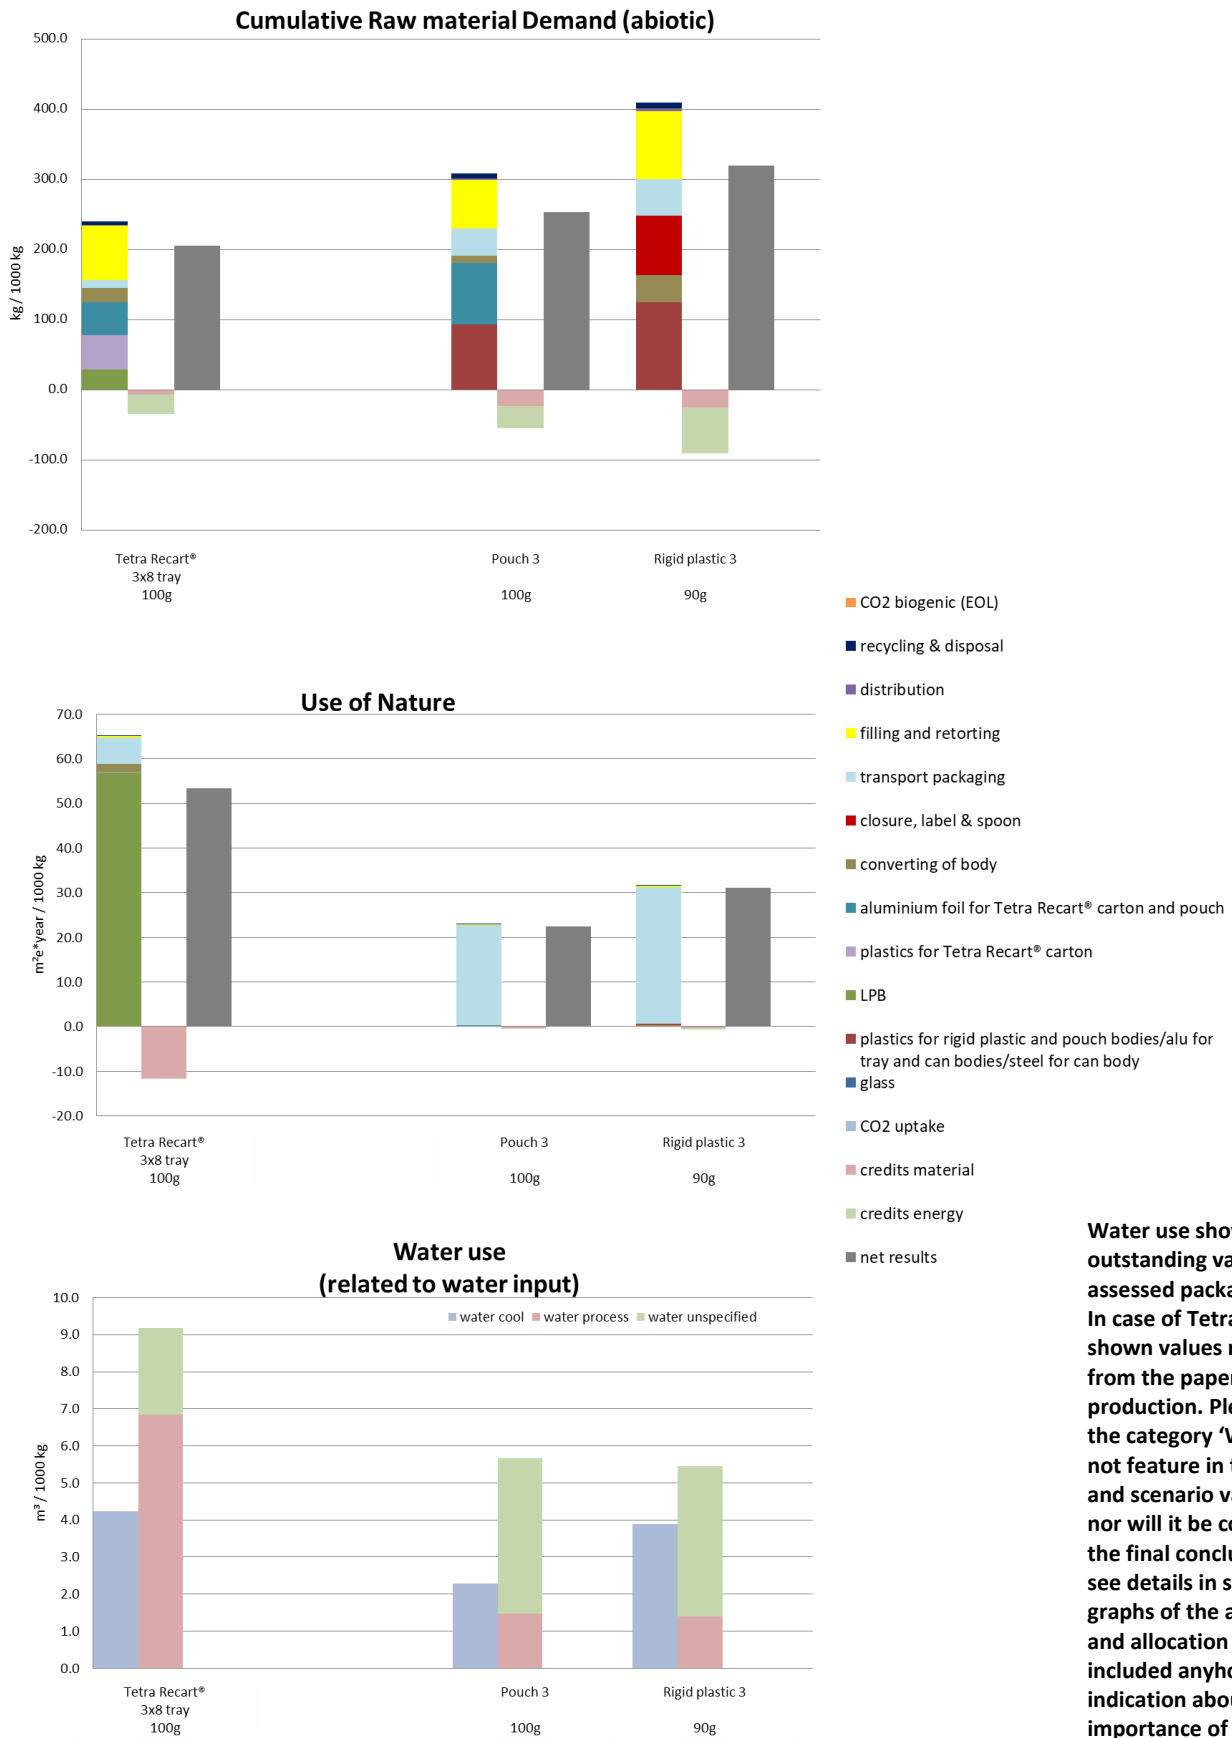 Cumulative Raw material Demand (abiotic)
500.0
400.0
300.0
200.0
100.0
0.0
-100.0
-200.0
kg / 1000 kg
Tetra Recart®
3x8 tray
100g
Pouch 3
100g
Rigid plastic 3
90g
Use of Nature
70.0
60.0
50.0
40.0
30.0
20.0
10.0
0.0
-10.0
-20.0
m²e*year / 1000 kg
Tetra Recart®
3x8 tray
100g
Pouch 3
100g
Rigid plastic 3
90g
CO2 biogenic (EOL)
recycling & disposal
distribution
filling and retorting
transport packaging
closure, label & spoon
converting of body
aluminium foil for Tetra Recart® carton and pouch
plastics for Tetra Recart® carton
LPB
plastics for rigid plastic and pouch bodies/alu for
tray and can bodies/steel for can body
glass
CO2 uptake
credits material
credits energy
net results
Water use
(related to water input)
water cool water process water unspecified
10.0
9.0
8.0
7.0
6.0
5.0
4.0
3.0
2.0
1.0
0.0
m³ / 1000 kg
Tetra Recart®
3x8 tray
100g
Pouch 3
100g
Rigid plastic 3
90g
Water use
outstanding
assessed
In case of
shown values
from the
production.
the category
not feature in
and scenario
nor will it be
the final
see details in
graphs of the
and allocation
included
indication
importance of